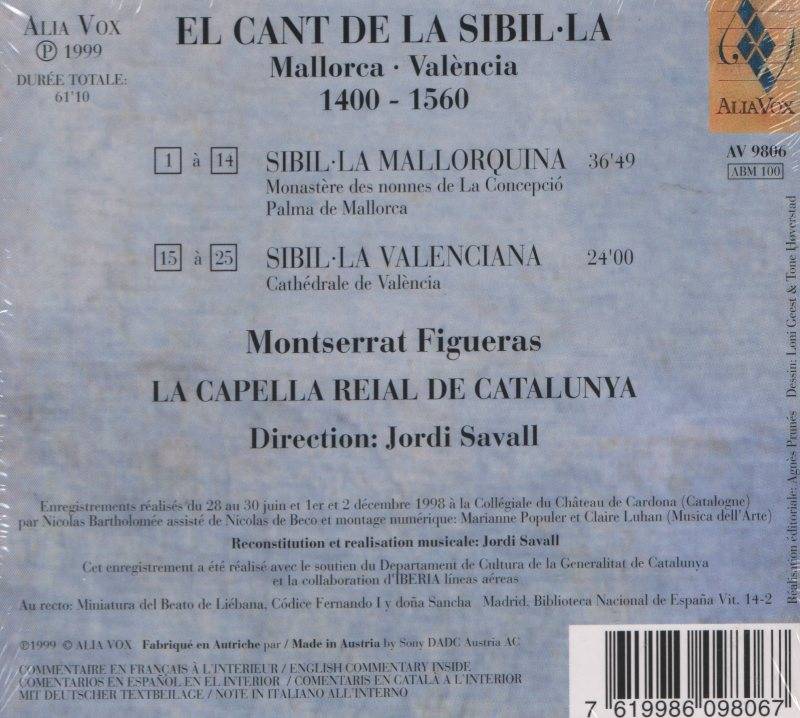 ALIA VOX
Ⓟ 1999
DURÉE TOTALE:
61'10
EL CANT DE LA SIBIL·LA
Mallorca · València
1400 - 1560
ALIAVOX
AV 9806
ABM 100
1 à 14 SIBIL·LA MALLORQUINA 36'49
Monastère des nonnes de La Concepció
Palma de Mallorca
15 à 25 SIBIL·LA VALENCIANA 24'00
Cathédrale de València
Montserrat Figueras
LA CAPELLA REIAL DE CATALUNYA
Direction: Jordi Savall
Enregistrements réalisés du 28 au 30 juin et 1er et 2 décembre 1998 à la Collégiale du Château de Cardona (Catalogne)
par Nicolas Bartholomée assisté de Nicolas de Beco et montage numérique: Marianne Populer et Claire Luhan (Musica dell'Arte)
Reconstitution et realisation musicale: Jordi Savall
Cet enregistrement a été réalisé avec le soutien du Departament de Cultura de la Generalitat de Catalunya
et la collaboration d'IBERIA líneas aéreas
Au recto: Miniatura del Beato de Liébana, Códice Fernando I y doña Sancha Madrid. Biblioteca Nacional de España Vit. 14-2
℗1999 © ALIA VOX Fabriqué en Autriche par / Made in Austria by Sony DADC Austria AG
COMMENTAIRE EN FRANÇAIS À L'INTERIEUR / ENGLISH COMMENTARY INSIDE
COMENTARIOS EN ESPAÑOL EN EL INTERIOR / COMENTARIS EN CATALÀ A L'INTERIOR
MIT DEUTSCHER TEXTBEILAGE / NOTE IN ITALIANO ALL'INTERNO
Réalisation éditoriale: Agnès Prunés Dessin: Loni Geest & Tone Høverstad
7 619986 098067